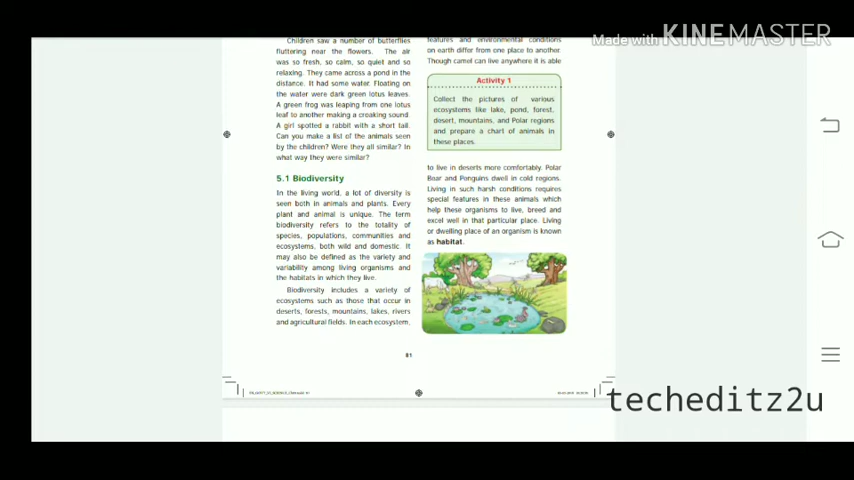 Children saw a number of butterflies
fluttering near the flowers. The air
was so fresh, so calm, so quiet and so
relaxing. They came across a pond in the
distance. It had some water. Floating on
the water were dark green lotus leaves.
A green frog was leaping from one lotus
leaf to another making a croaking sound.
A girl spotted a rabbit with a short tail.
Can you make a list of the animals seen
by the children? Were they all similar? In
what way they were similar?
5.1 Biodiversity
In the living world, a lot of diversity is
seen both in animals and plants. Every
plant and animal is unique. The term
biodiversity refers to the totality of
species, populations, communities and
ecosystems, both wild and domestic. It
may also be defined as the variety and
variability among living organisms and
the habitats in which they live.
Biodiversity includes a variety of
ecosystems such as those that occur in
deserts, forests, mountains, lakes, rivers
and agricultural fields. In each ecosystem,
features and environmental conditions
on earth differ from one place to another.
Though camel can live anywhere it is able
Activity 1
Collect the pictures of various
ecosystems like lake, pond, forest,
desert, mountains, and Polar regions
and prepare a chart of animals in
these places.
to live in deserts more comfortably. Polar
Bear and Penguins dwell in cold regions.
Living in such harsh conditions requires
special features in these animals which
help these organisms to live, breed and
excel well in that particular place. Living
or dwelling place of an organism is known
as habitat.
81
Made with KINEMASTER
techeditz2u